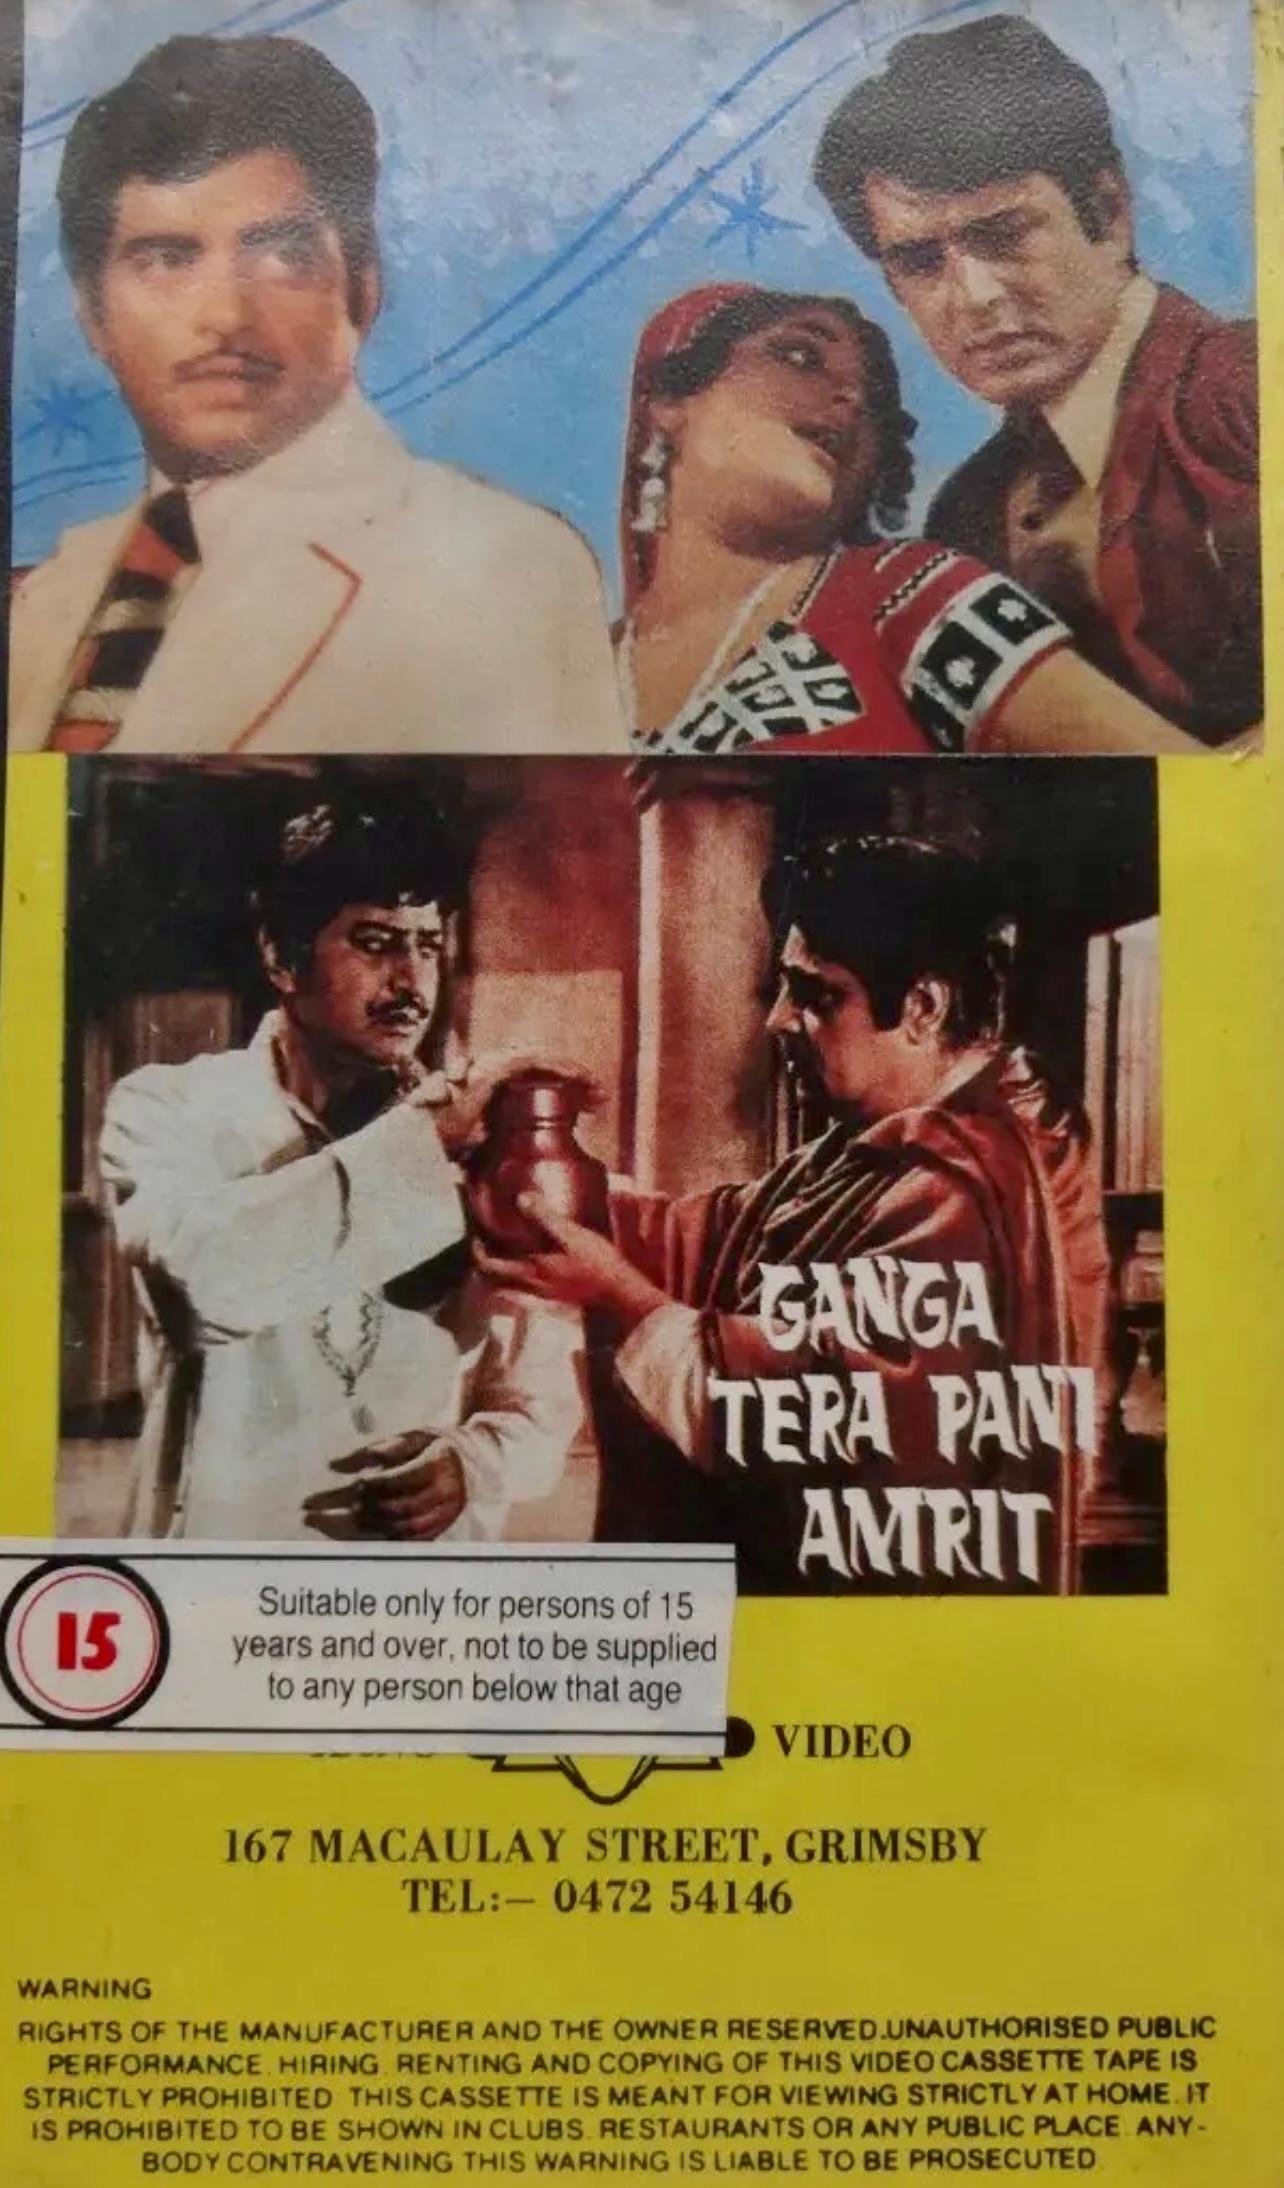 GANGA
TERA PANI
AMRIT
15
Suitable only for persons of 15
years and over, not to be supplied
to any person below that age
VIDEO
167 MACAULAY STREET, GRIMSBY
TEL:— 0472 54146
WARNING
RIGHTS OF THE MANUFACTURER AND THE OWNER RESERVED.UNAUTHORISED PUBLIC
PERFORMANCE. HIRING. RENTING AND COPYING OF THIS VIDEO CASSETTE TAPE IS
STRICTLY PROHIBITED THIS CASSETTE IS MEANT FOR VIEWING STRICTLY AT HOME. IT
IS PROHIBITED TO BE SHOWN IN CLUBS. RESTAURANTS OR ANY PUBLIC PLACE. ANY-
BODY CONTRAVENING THIS WARNING IS LIABLE TO BE PROSECUTED